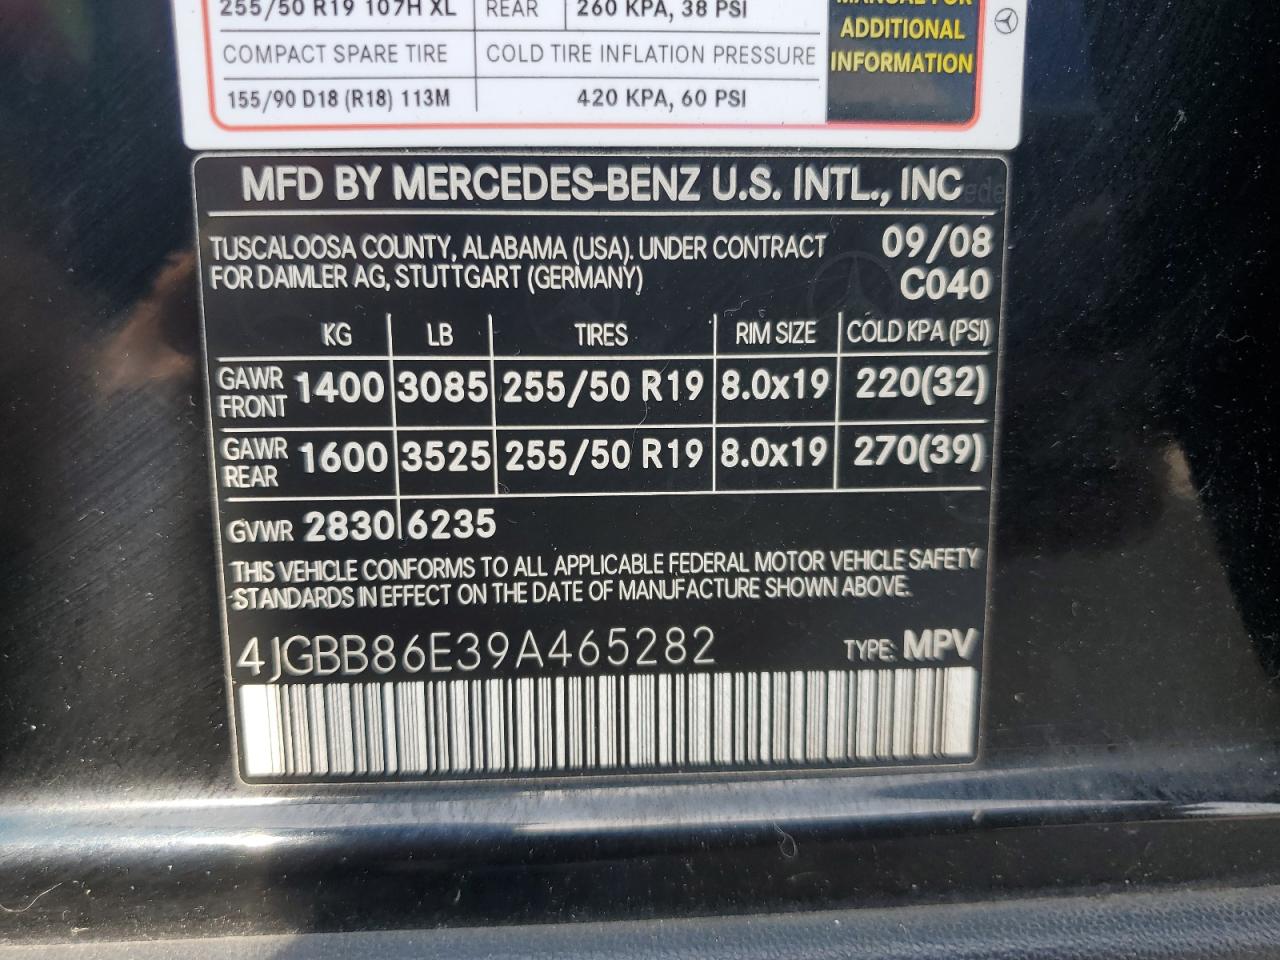 255/50 R19 107H XL REAR 260 KPA, 38 PSI
MANUAL FOR
ADDITIONAL
INFORMATION
COMPACT SPARE TIRE COLD TIRE INFLATION PRESSURE
155/90 D18 (R18) 113M 420 KPA, 60 PSI
MFD BY MERCEDES-BENZ U.S. INTL., INC
TUSCALOOSA COUNTY, ALABAMA (USA). UNDER CONTRACT 09/08
FOR DAIMLER AG, STUTTGART (GERMANY) C040
KG LB TIRES RIM SIZE COLD KPA (PSI)
GAWR FRONT 1400 3085 255/50 R19 8.0x19 220(32)
GAWR REAR 1600 3525 255/50 R19 8.0x19 270(39)
GVWR 2830 6235
THIS VEHICLE CONFORMS TO ALL APPLICABLE FEDERAL MOTOR VEHICLE SAFETY
STANDARDS IN EFFECT ON THE DATE OF MANUFACTURE SHOWN ABOVE.
4JGBB86E39A465282 TYPE: MPV